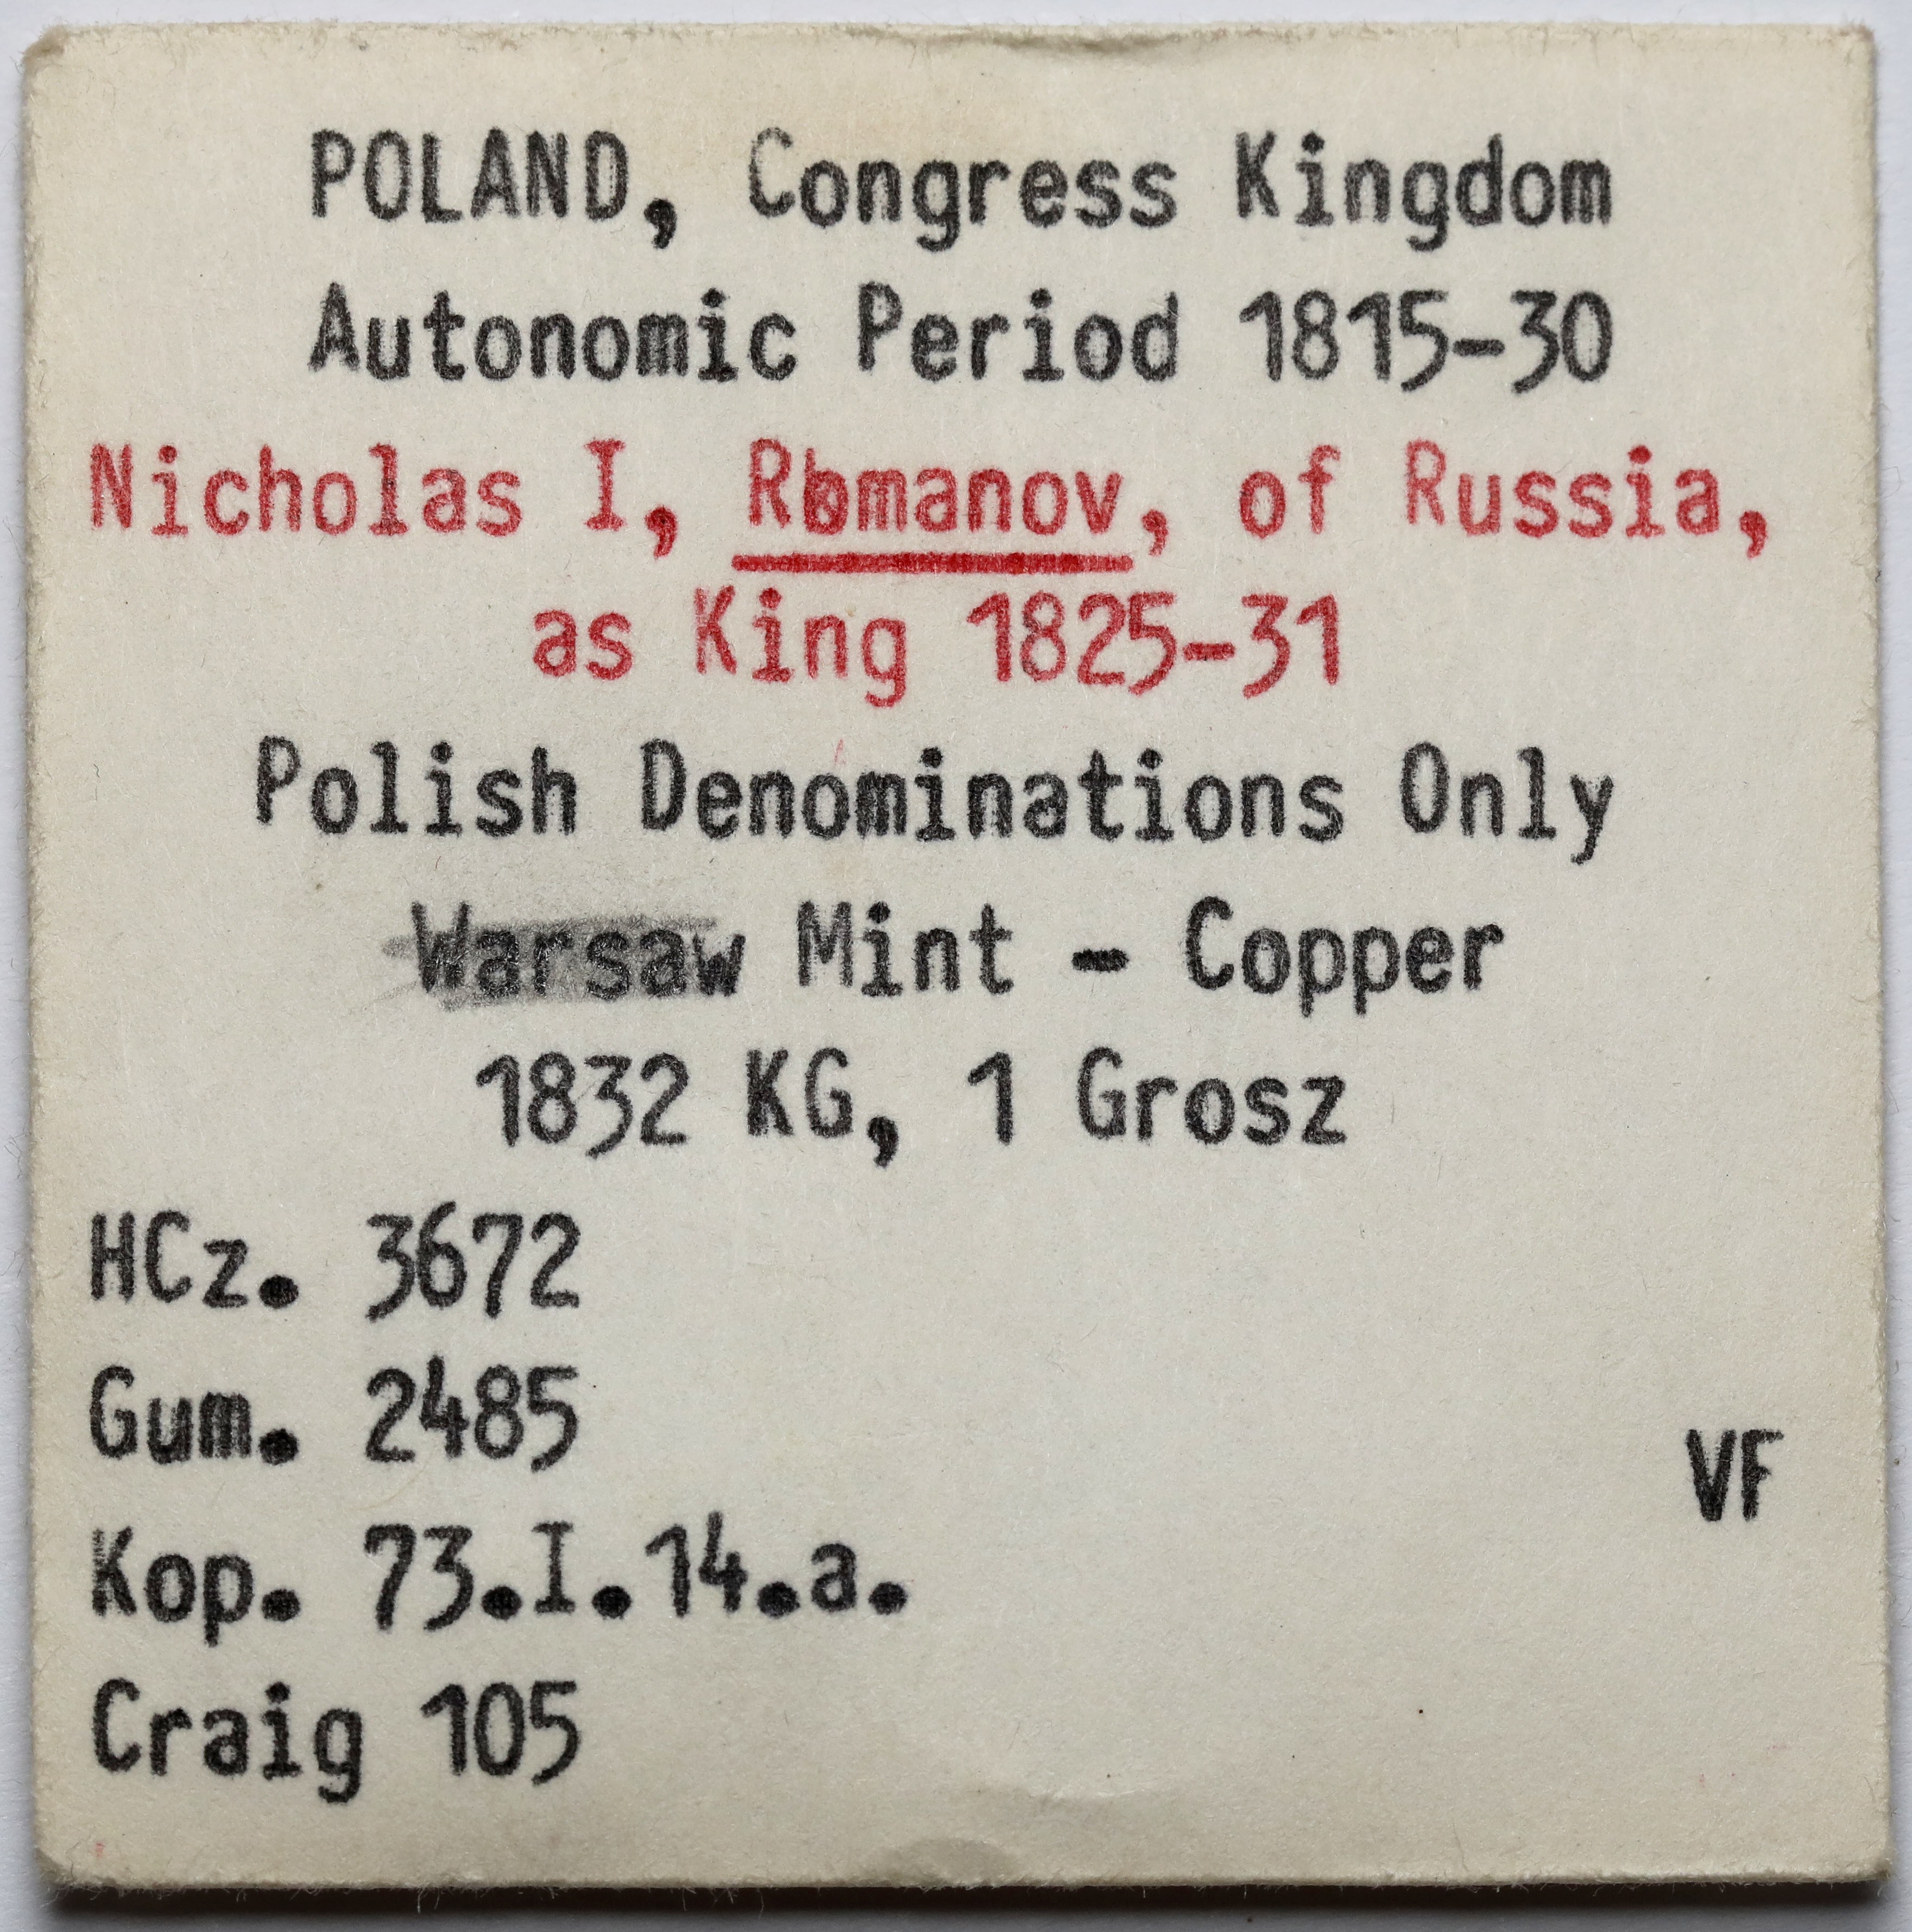 POLAND, Congress Kingdom
Autonomic Period 1815-30
Nicholas I, Romanov, of Russia,
as King 1825-31
Polish Denominations Only
Warsaw Mint - Copper
1832 KG, 1 Grosz
HCz. 3672
Gum. 2485
VF
Kop. 73.I.14.a.
Craig 105